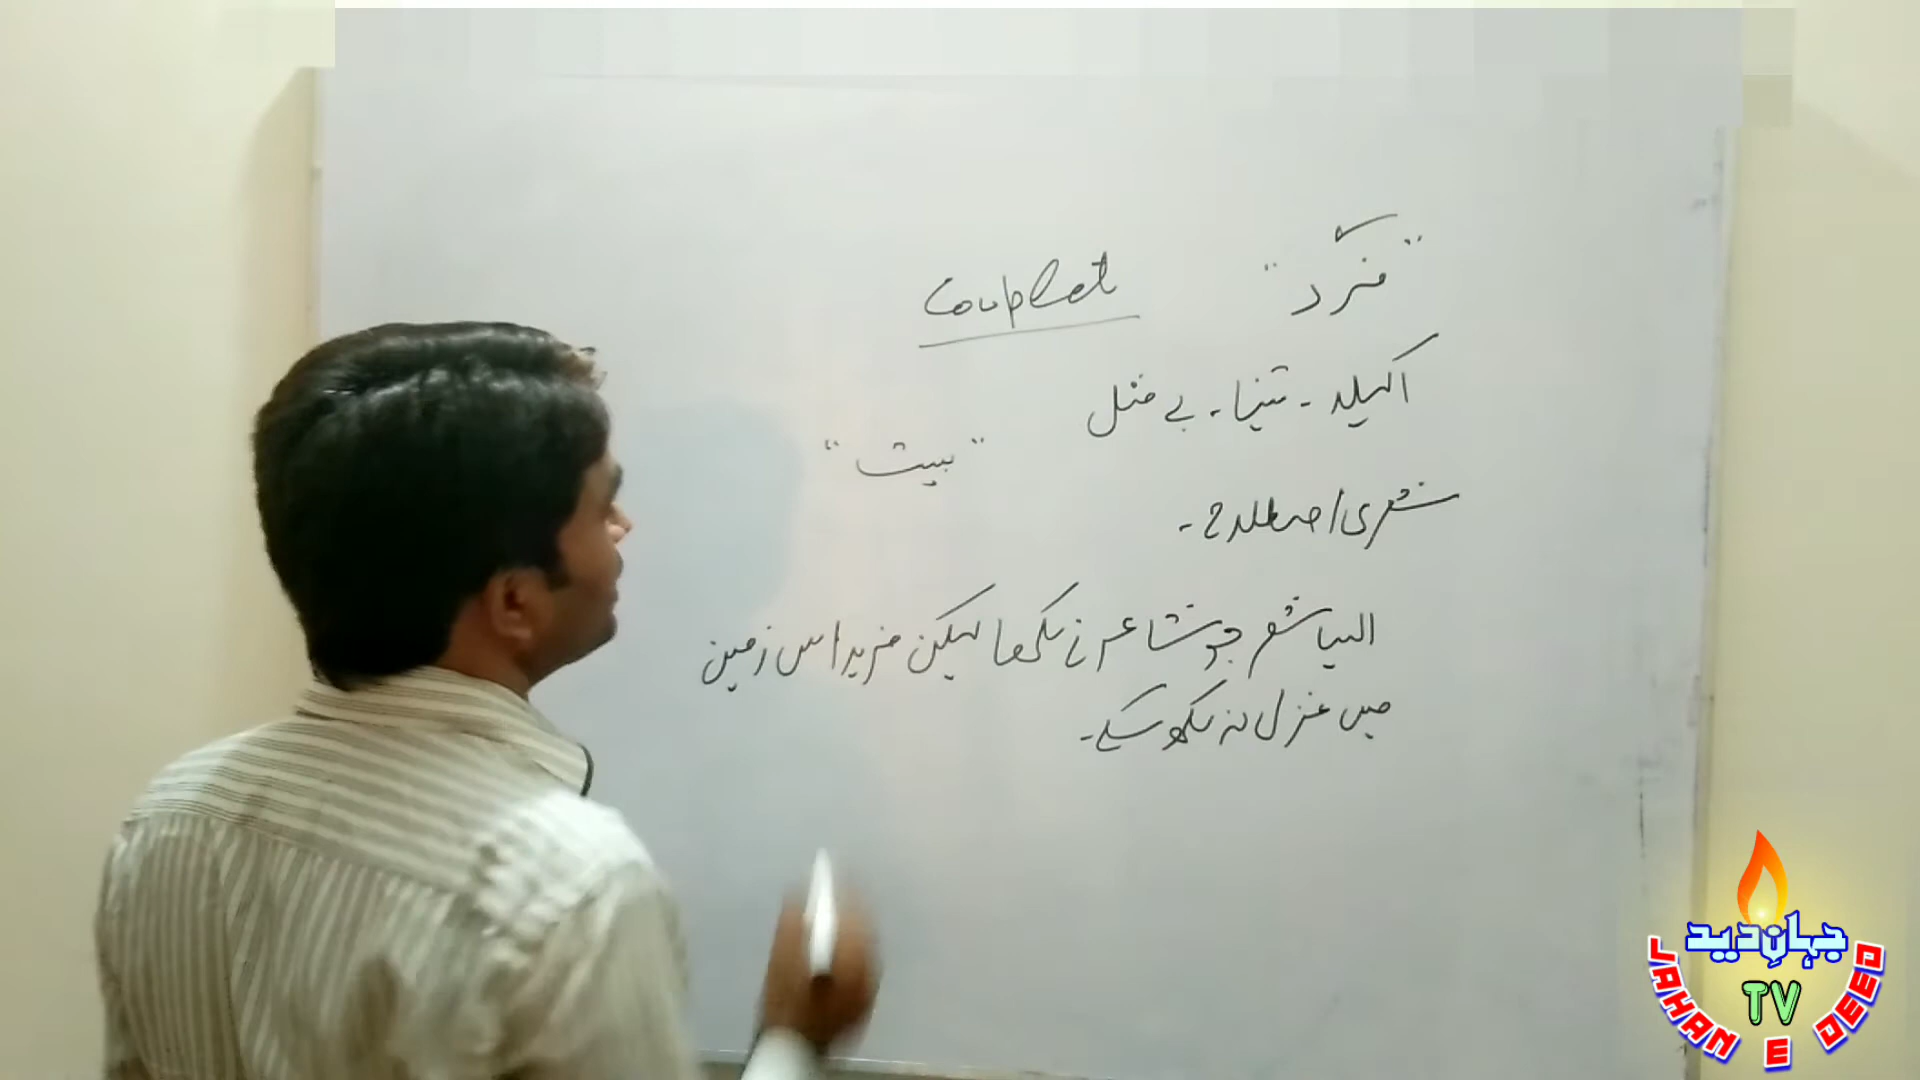 "فرد"
Couplet
اکیلا۔ تنہا۔ بے مثل
"بیت"
شعری اصطلاح۔
ایسا شعر جو شاعر نے لکھا لیکن مزید اس زمین
میں غزل نہ لکھ سکے۔
جہانِ دید
TV
JAHAN E DEED